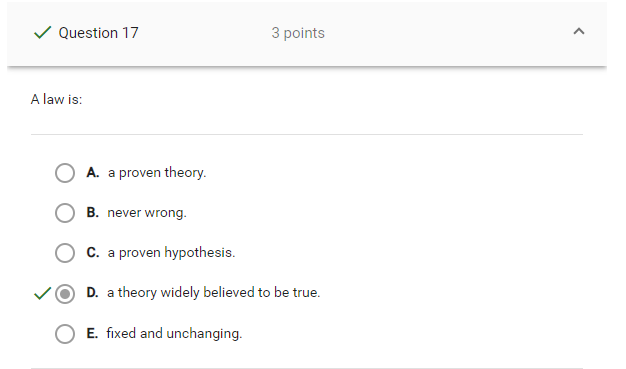 Question 17 3 points
A law is:
A. a proven theory.
B. never wrong.
C. a proven hypothesis.
D. a theory widely believed to be true.
E. fixed and unchanging.